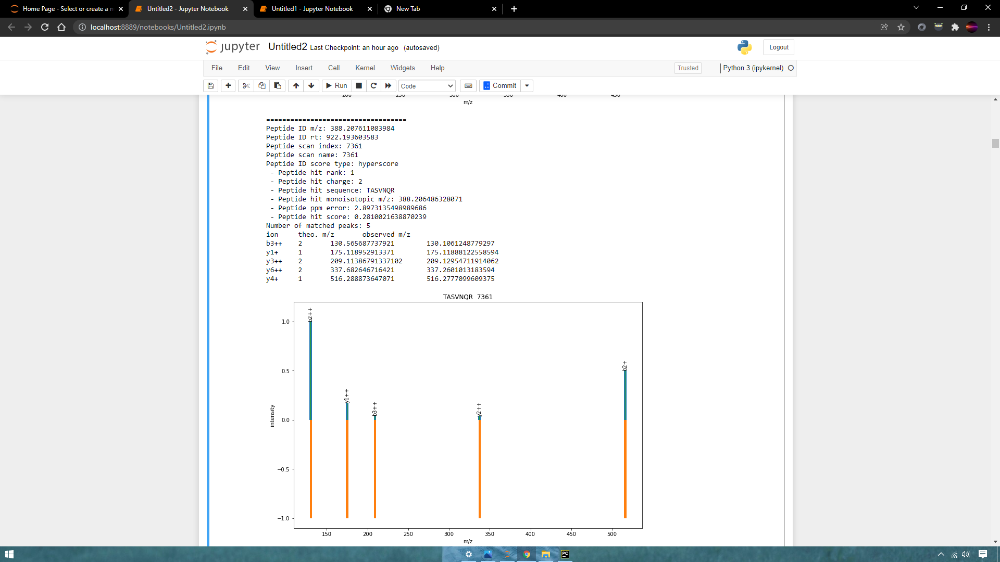 Home Page - Select or create a n
Untitled2 - Jupyter Notebook
Untitled1 - Jupyter Notebook
New Tab
localhost:8889/notebooks/Untitled2.ipynb
jupyter Untitled2 Last Checkpoint: an hour ago (autosaved)
Logout
File Edit View Insert Cell Kernel Widgets Help
Trusted
Python 3 (ipykernel)
Run
Code
Commit
200 250 300 350 400 450
m/z
===================================
Peptide ID m/z: 388.207611083984
Peptide ID rt: 922.193603583
Peptide scan index: 7361
Peptide scan name: 7361
Peptide ID score type: hyperscore
- Peptide hit rank: 1
- Peptide hit charge: 2
- Peptide hit sequence: TASVNQR
- Peptide hit monoisotopic m/z: 388.206486328071
- Peptide ppm error: 2.8973135498989686
- Peptide hit score: 0.2810021638870239
Number of matched peaks: 5
ion theo. m/z observed m/z
b3++ 2 130.565687737921 130.1061248779297
y1+ 1 175.118952913371 175.11888122558594
y3++ 2 209.11386791337102 209.12954711914062
y6++ 2 337.682646716421 337.2601013183594
y4+ 1 516.288873647071 516.2777099609375
TASVNQR 7361
b2++
y1++
b3++
y2++
b2+
1.0
0.5
0.0
−0.5
−1.0
intensity
150 200 250 300 350 400 450 500
m/z
PC